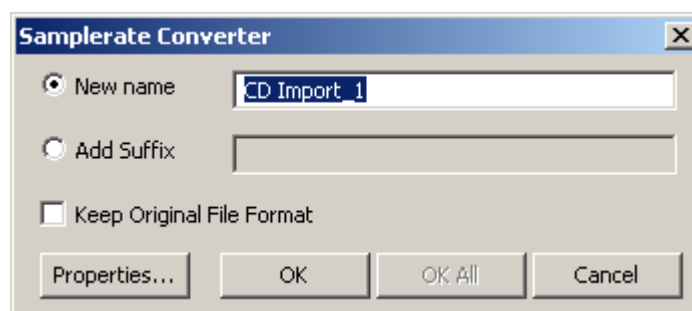 Samplerate Converter
New name CD Import_1
Add Suffix
Keep Original File Format
Properties... OK OK All Cancel